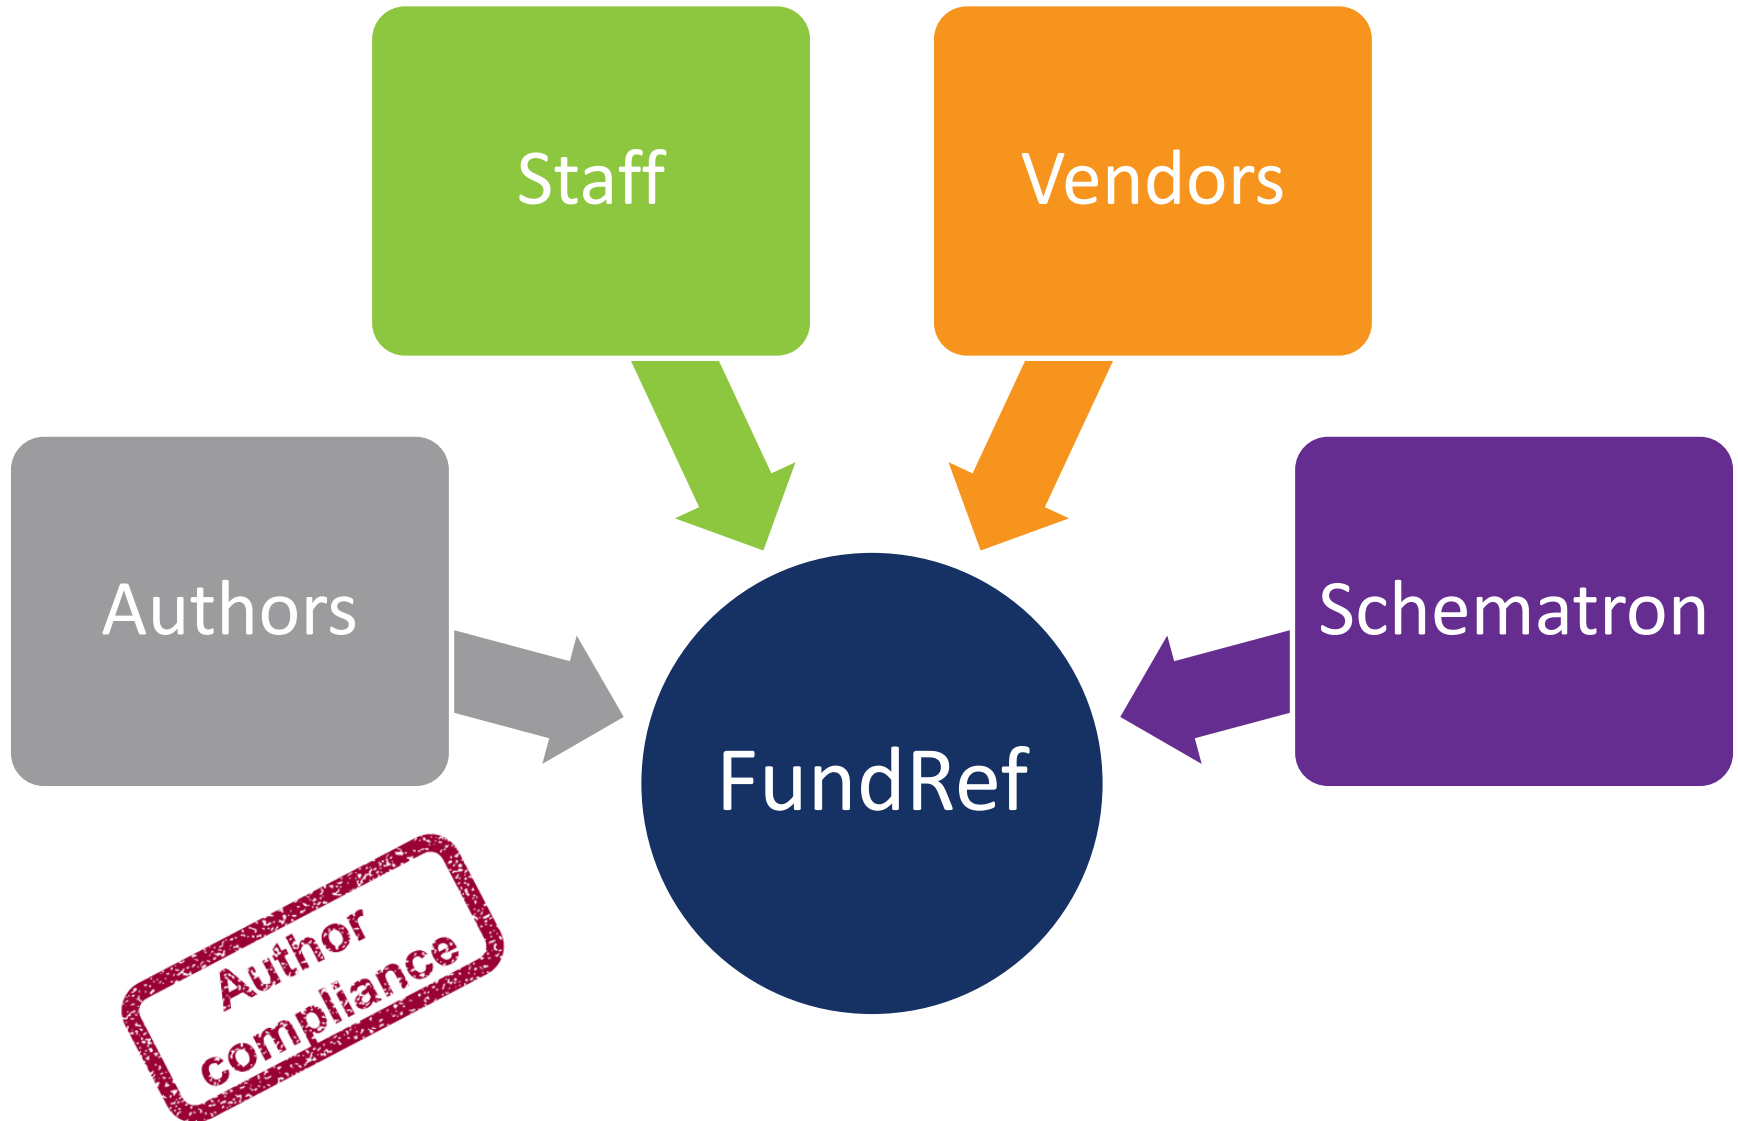 Staff
Vendors
Authors
Schematron
FundRef
Author
compliance